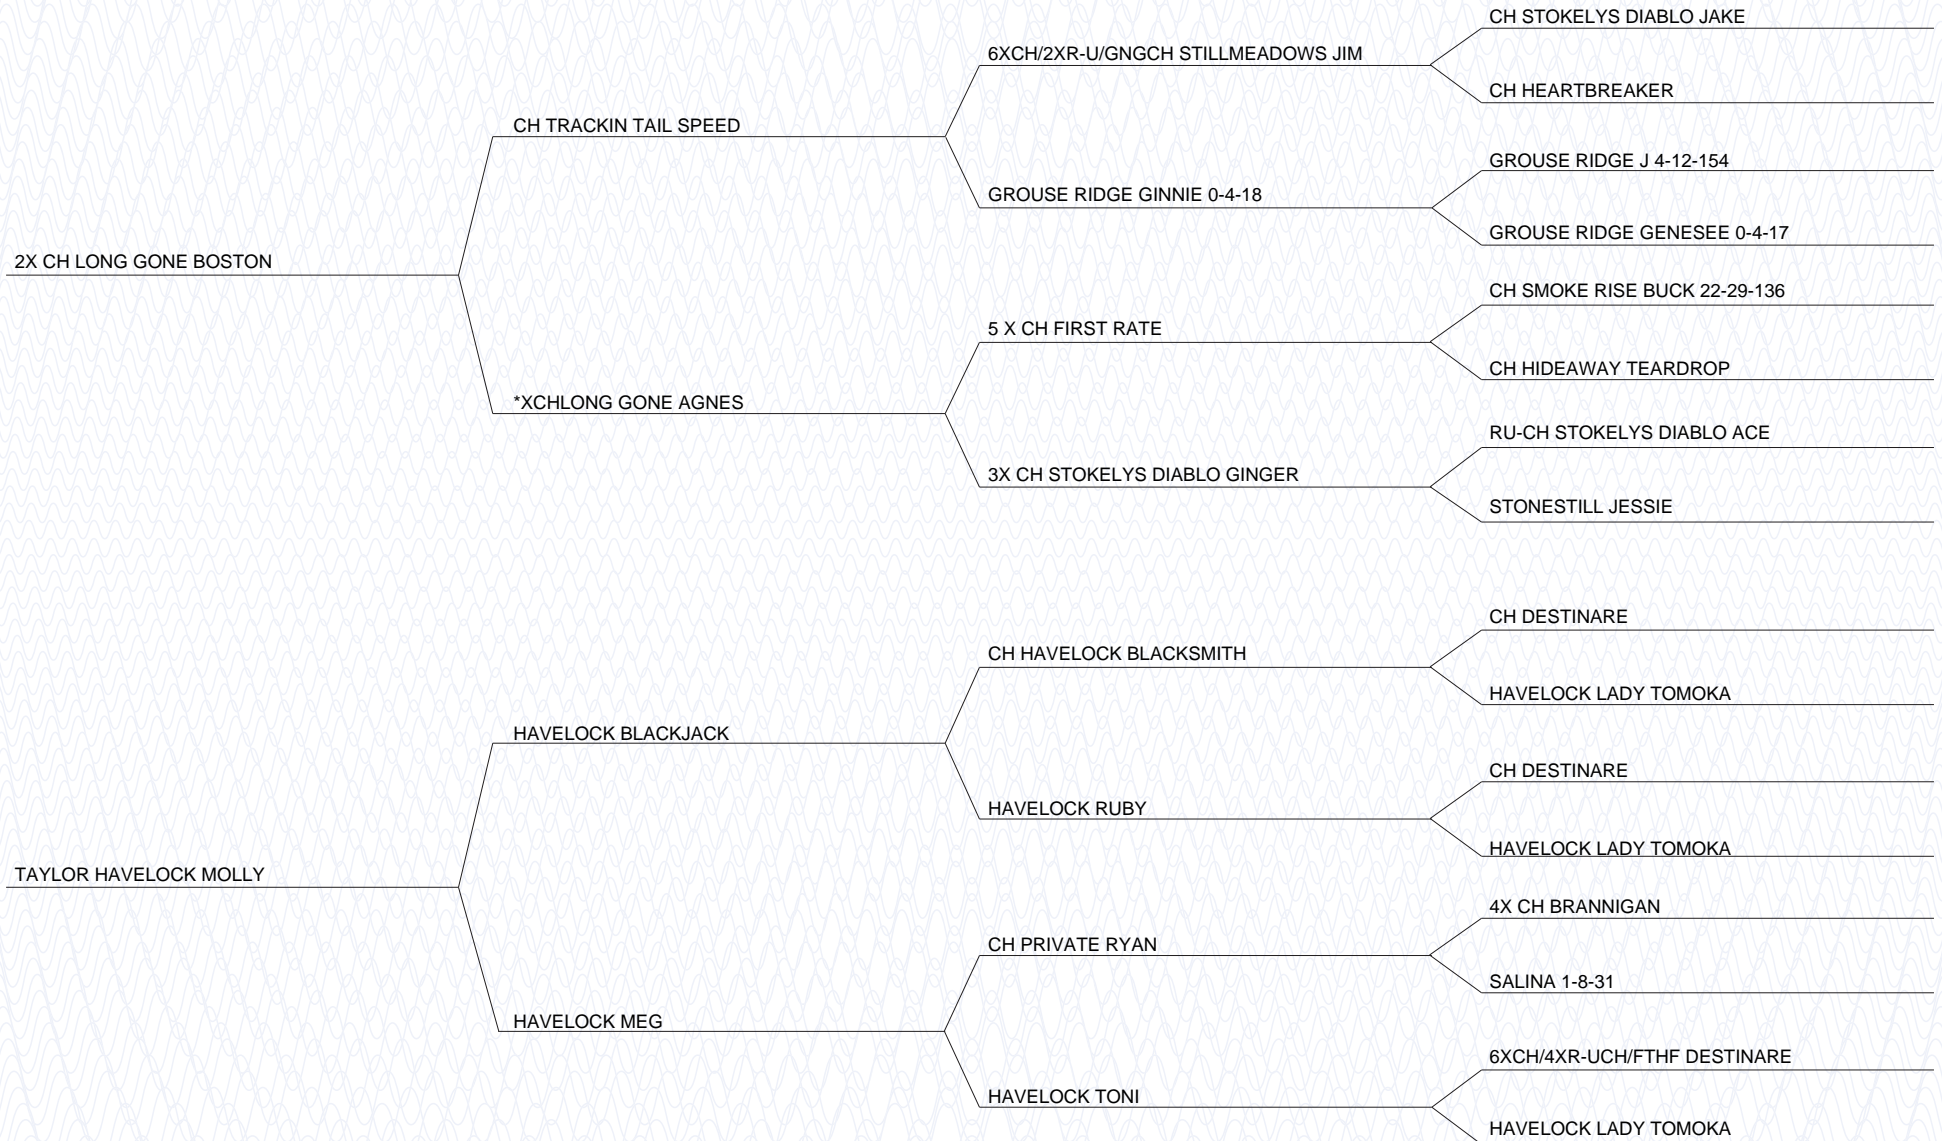 CH STOKELYS DIABLO JAKE
6XCH/2XR-U/GNGCH STILLMEADOWS JIM
CH HEARTBREAKER
CH TRACKIN TAIL SPEED
GROUSE RIDGE J 4-12-154
GROUSE RIDGE GINNIE 0-4-18
GROUSE RIDGE GENESEE 0-4-17
2X CH LONG GONE BOSTON
CH SMOKE RISE BUCK 22-29-136
5 X CH FIRST RATE
CH HIDEAWAY TEARDROP
*XCHLONG GONE AGNES
RU-CH STOKELYS DIABLO ACE
3X CH STOKELYS DIABLO GINGER
STONESTILL JESSIE
CH DESTINARE
CH HAVELOCK BLACKSMITH
HAVELOCK LADY TOMOKA
HAVELOCK BLACKJACK
CH DESTINARE
HAVELOCK RUBY
HAVELOCK LADY TOMOKA
TAYLOR HAVELOCK MOLLY
4X CH BRANNIGAN
CH PRIVATE RYAN
SALINA 1-8-31
HAVELOCK MEG
6XCH/4XR-UCH/FTHF DESTINARE
HAVELOCK TONI
HAVELOCK LADY TOMOKA